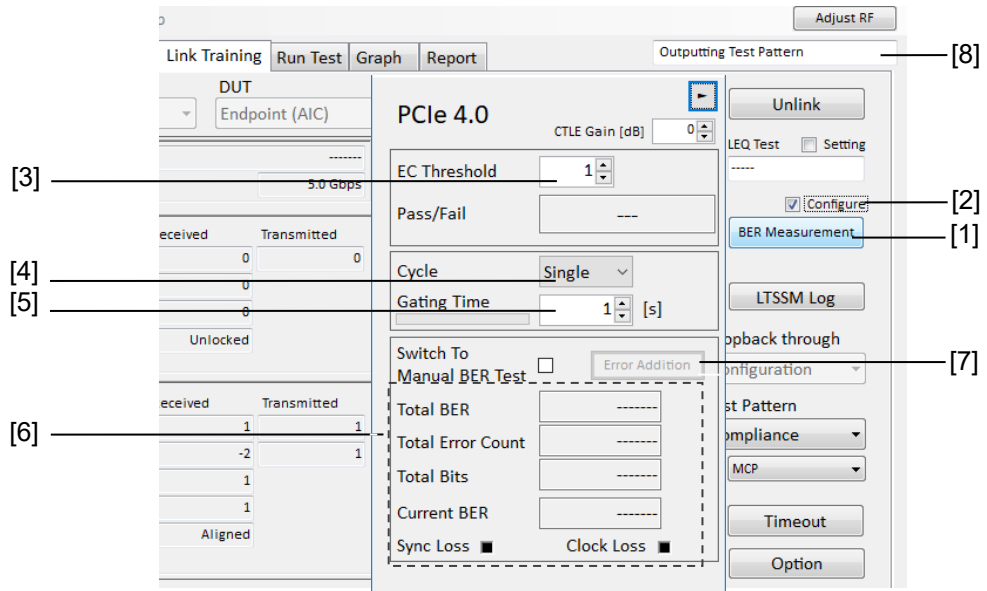 Adjust RF
Link Training
Run Test
Graph
Report
Outputting Test Pattern
[8]
DUT
Endpoint (AIC)
PCIe 4.0
►
CTLE Gain [dB]
0
Unlink
LEQ Test
Setting
-----
[3]
-------
5.0 Gbps
EC Threshold
1
Pass/Fail
---
Configure
[2]
BER Measurement
[1]
eceived
Transmitted
0
0
0
0
Unlocked
[4]
[5]
Cycle
Single
Gating Time
1
[s]
LTSSM Log
opback through
onfiguration
[7]
Switch To
Manual BER Test
Error Addition
eceived
Transmitted
1
1
-2
1
1
1
Aligned
[6]
Total BER
-------
Total Error Count
-------
Total Bits
-------
Current BER
-------
Sync Loss
Clock Loss
st Pattern
ompliance
MCP
Timeout
Option